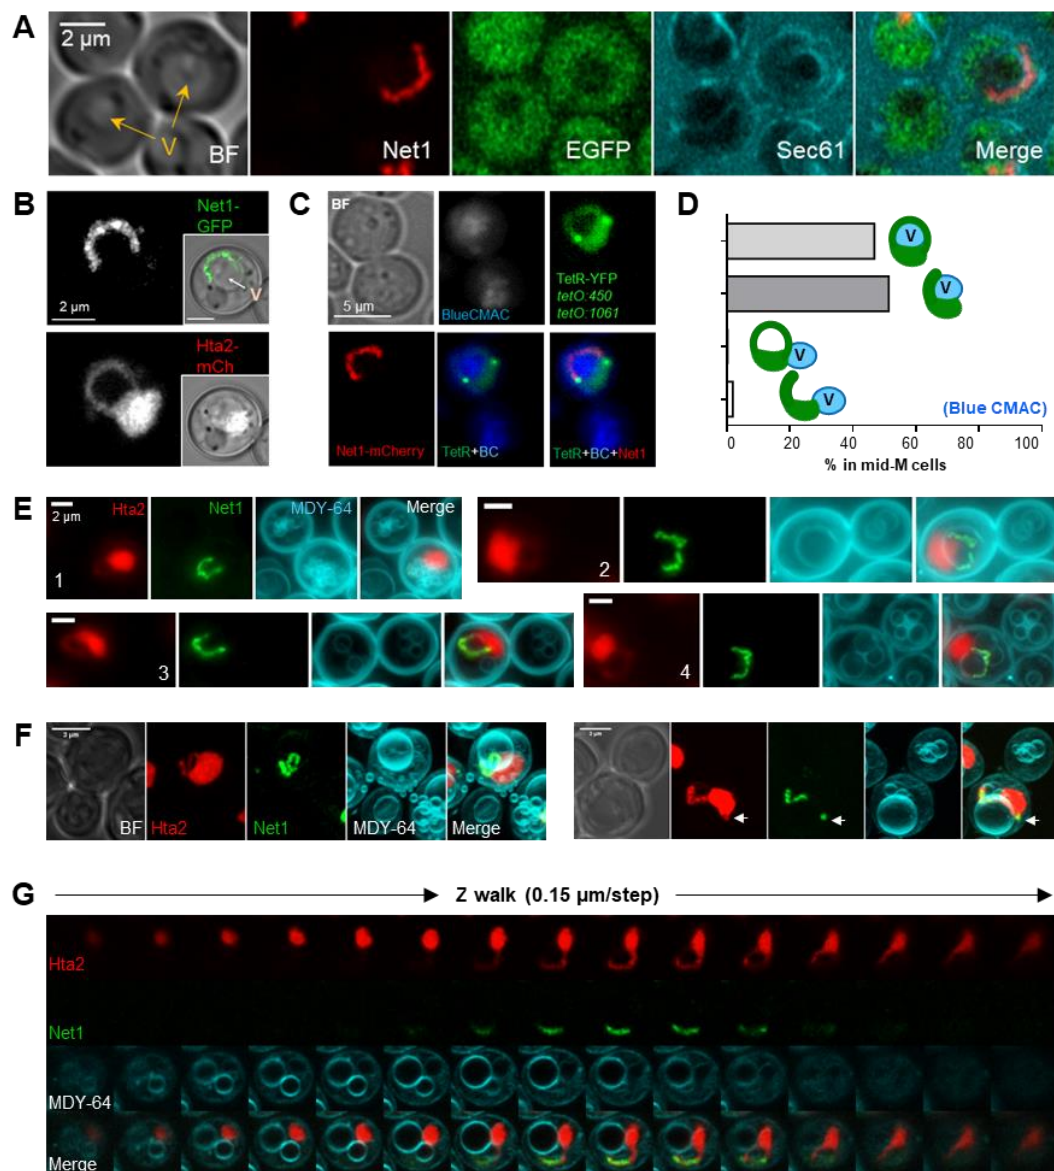 A
2 µm
V
BF
Net1
EGFP
Sec61
Merge
B
Net1-
GFP
V
2 µm
Hta2-
mCh
C
BF
5 µm
BlueCMAC
TetR-YFP
tetO:450
tetO:1061
Net1-mCherry
TetR+BC
TetR+BC+Net1
D
V
V
V
V
(Blue CMAC)
0 20 40 60 80 100
% in mid-M cells
E
2 µm
Hta2
Net1
MDY-64
Merge
1
2
3
4
F
BF
Hta2
Net1
MDY-64
Merge
G
Z walk (0.15 µm/step)
Hta2
Net1
MDY-64
Merge